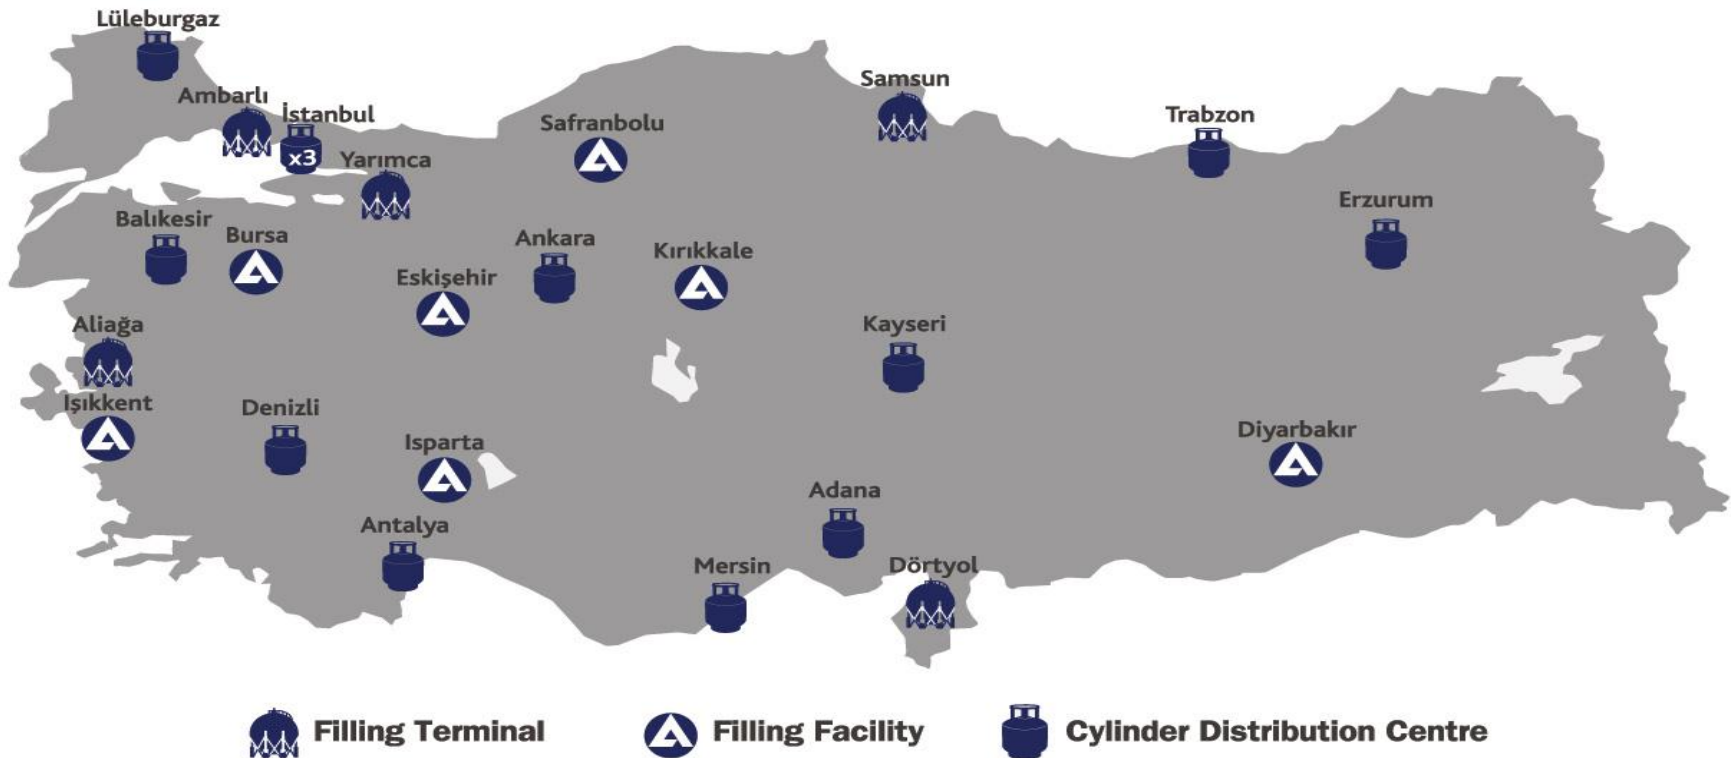 Lüleburgaz
Ambarlı
İstanbul
x3
Yarımca
Safranbolu
Samsun
Trabzon
Erzurum
Balıkesir
Bursa
Ankara
Kırıkkale
Eskişehir
Aliağa
Kayseri
Işıkkent
Denizli
Isparta
Diyarbakır
Adana
Antalya
Mersin
Dörtyol
Filling Terminal
Filling Facility
Cylinder Distribution Centre